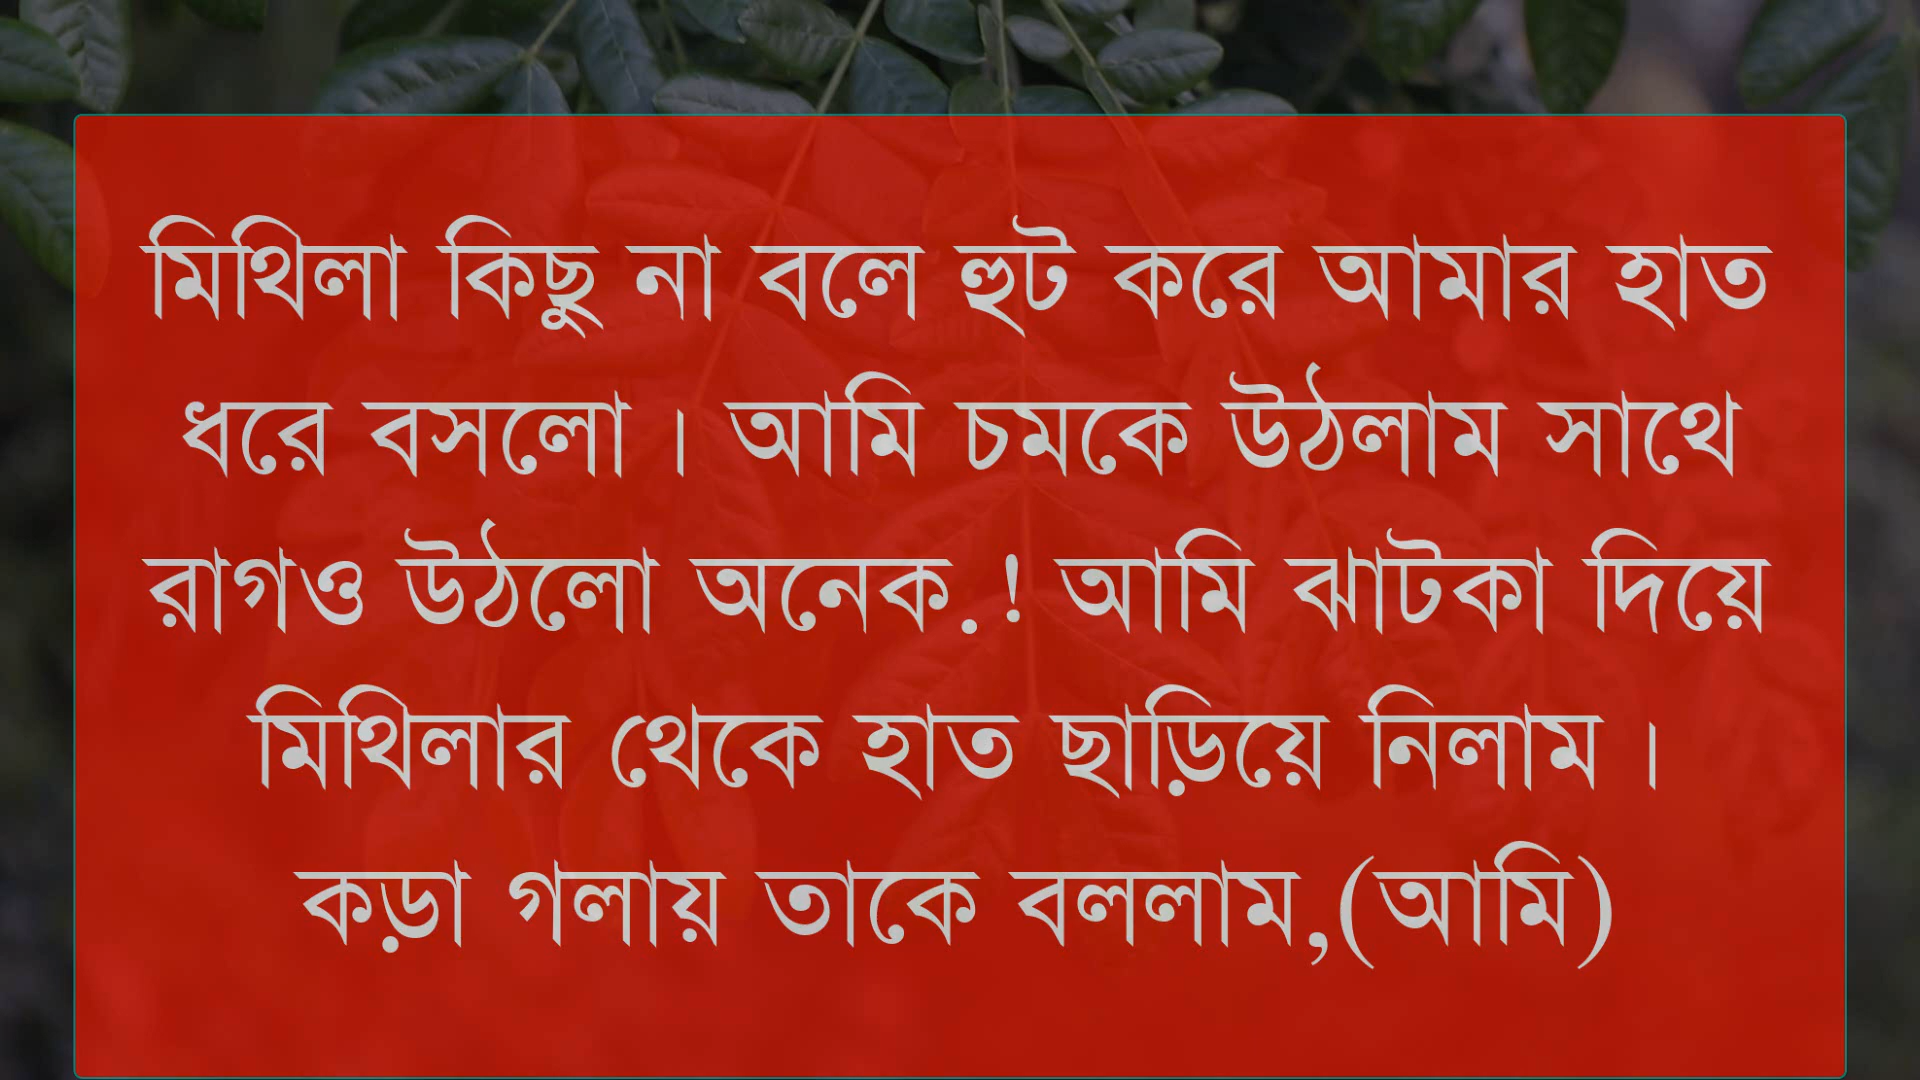 মিথিলা কিছু না বলে হুট করে আমার হাত
ধরে বসলো। আমি চমকে উঠলাম সাথে
রাগও উঠলো অনেক.! আমি ঝাটকা দিয়ে
মিথিলার থেকে হাত ছাড়িয়ে নিলাম।
কড়া গলায় তাকে বললাম,(আমি)